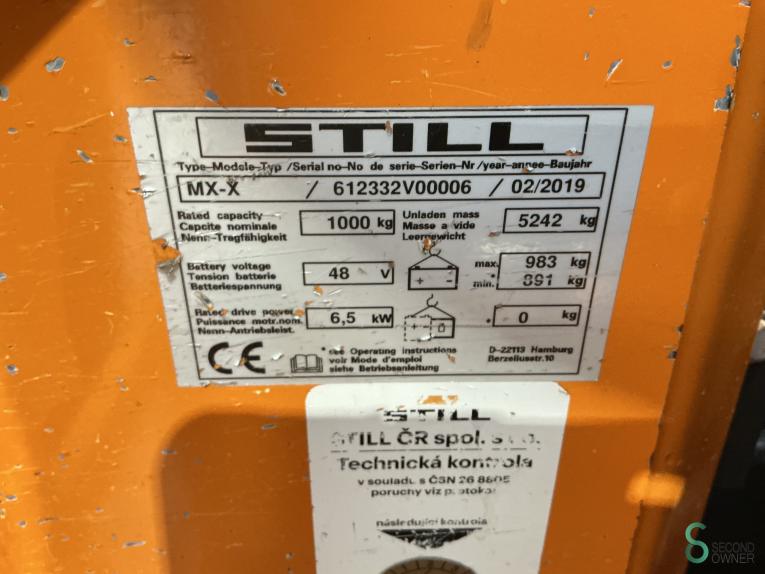 STILL
Type-Modele-Typ /Serial no-No de serie-Serien-Nr /year-annee-Baujahr
MX-X / 612332V00006 / 02/2019
Rated capacity
Capcite nominale
Nenn-Tragfähigkeit
1000 kg
Unladen mass
Masse a vide
Leergewicht
5242 kg
Battery voltage
Tension batterie
Batteriespannung
48 V
max. 983 kg
min. * 891 kg
Rated drive power
Puissance motr.nom.
Nenn-Antriebsleist.
6,5 kW
* 0 kg
CE
* see Operating instructions
voir Mode d'emploi
siehe Betriebsanleitung
D-22113 Hamburg
Berzeliusstr.10
STILL
STILL ČR spol. s r.o.
Technická kontrola
v souladu s ČSN 26 8805
poruchy viz protokol
následující kontrola
SECOND
OWNER